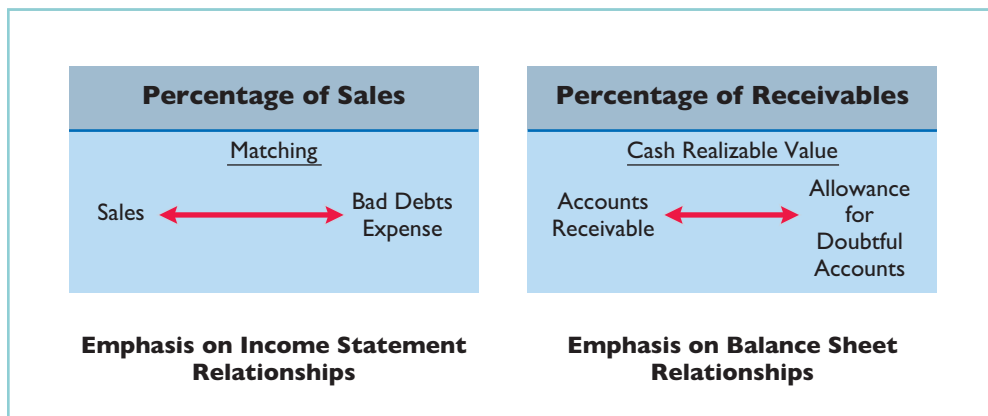 Percentage of Sales
Matching
Sales
Bad Debts
Expense
Emphasis on Income Statement
Relationships
Percentage of Receivables
Cash Realizable Value
Accounts
Receivable
Allowance
for
Doubtful
Accounts
Emphasis on Balance Sheet
Relationships